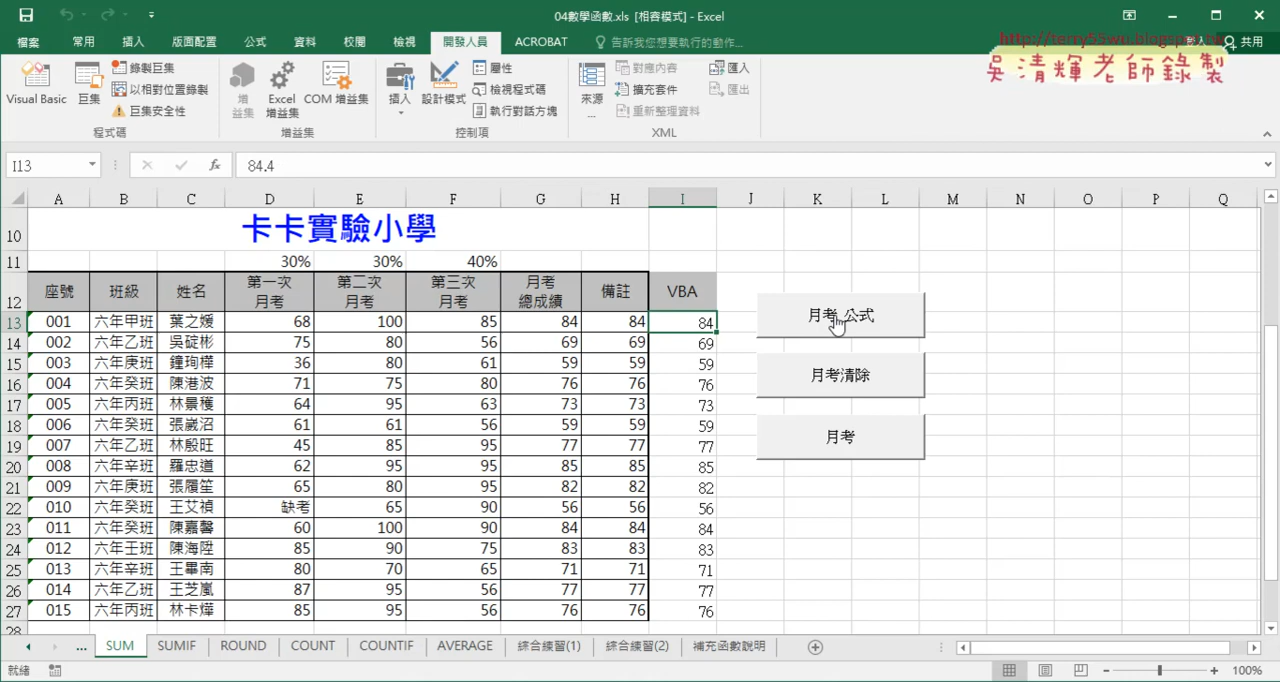 04數學函數.xls [相容模式] - Excel
檔案 常用 插入 版面配置 公式 資料 校閱 檢視 開發人員 ACROBAT 告訴我您想要執行的動作... 共用
http://terry55wu.blogspot.tw
吳清輝老師錄製
Visual Basic 巨集 錄製巨集 以相對位置錄製 巨集安全性
增益集 Excel 增益集 COM 增益集
插入 設計模式 屬性 檢視程式碼 執行對話方塊
來源... 對應內容 擴充套件 重新整理資料 匯入 匯出
程式碼 增益集 控制項 XML
I13 fx 84.4
A B C D E F G H I J K L M N O P Q
10 卡卡實驗小學
11 30% 30% 40%
12 座號 班級 姓名 第一次月考 第二次月考 第三次月考 月考總成績 備註 VBA
13 001 六年甲班 葉之媛 68 100 85 84 84 84
14 002 六年乙班 吳碇彬 75 80 56 69 69 69
15 003 六年庚班 鐘珣樺 36 80 61 59 59 59
16 004 六年癸班 陳港波 71 75 80 76 76 76
17 005 六年丙班 林景穫 64 95 63 73 73 73
18 006 六年癸班 張崴沼 61 61 56 59 59 59
19 007 六年乙班 林殷旺 45 85 95 77 77 77
20 008 六年辛班 羅忠道 62 95 95 85 85 85
21 009 六年庚班 張履笙 65 80 95 82 82 82
22 010 六年癸班 王艾禎 缺考 65 90 56 56 56
23 011 六年癸班 陳嘉馨 60 100 90 84 84 84
24 012 六年壬班 陳海陞 85 90 75 83 83 83
25 013 六年辛班 王畢南 80 70 65 71 71 71
26 014 六年乙班 王芝嵐 87 95 56 77 77 77
27 015 六年丙班 林卡燁 85 95 56 76 76 76
28
月考_公式
月考清除
月考
... SUM SUMIF ROUND COUNT COUNTIF AVERAGE 綜合練習(1) 綜合練習(2) 補充函數說明
就緒 100%